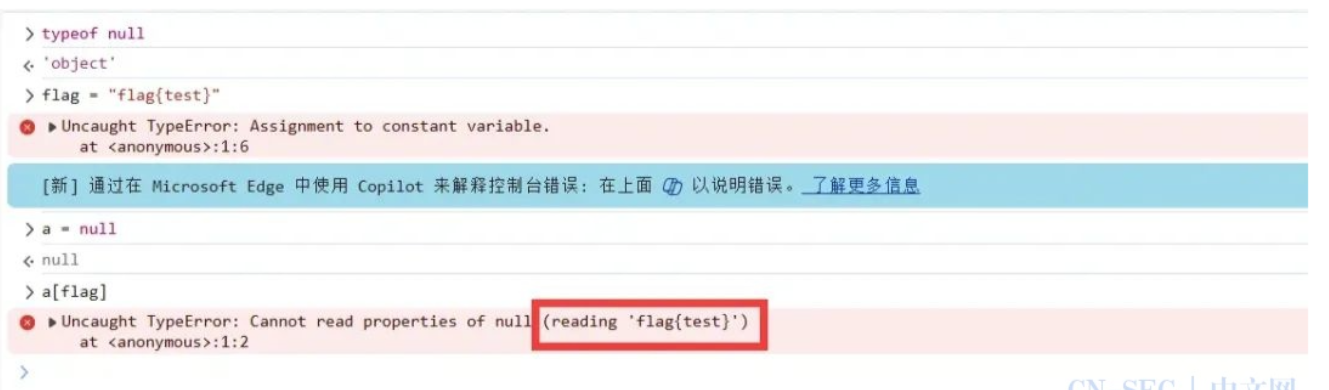 > typeof null
<· 'object'
> flag = "flag{test}"
▶Uncaught TypeError: Assignment to constant variable.
at <anonymous>:1:6
[新] 通过在 Microsoft Edge 中使用 Copilot 来解释控制台错误: 在上面 以说明错误。 了解更多信息
> a = null
<· null
> a[flag]
▶Uncaught TypeError: Cannot read properties of null (reading 'flag{test}')
at <anonymous>:1:2
>
CN-SEC 中文网